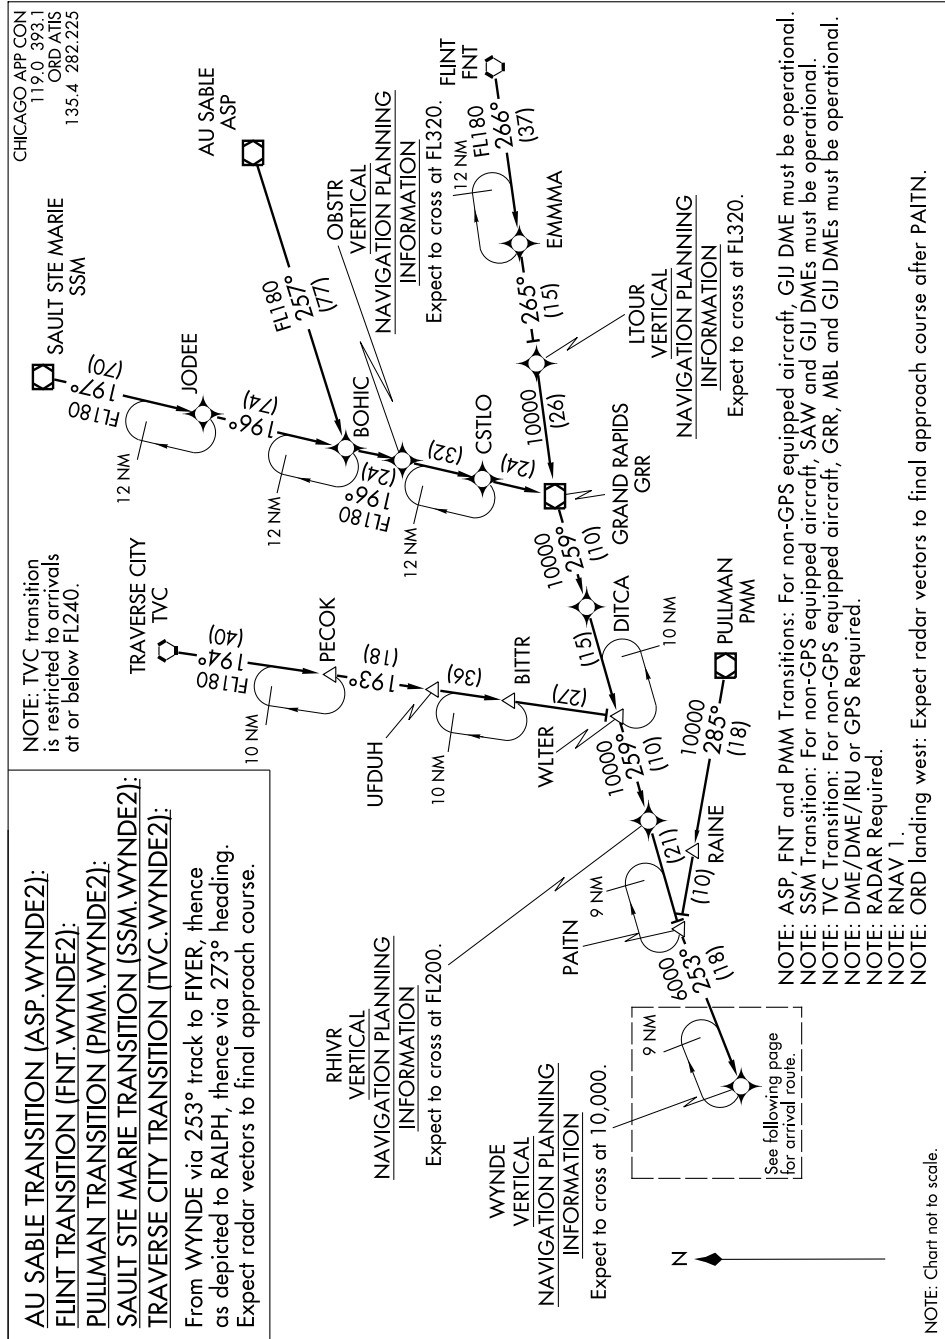 AU SABLE TRANSITION (ASP.WYNDE2):
FLINT TRANSITION (FNT.WYNDE2):
PULLMAN TRANSITION (PMM.WYNDE2):
SAULT STE MARIE TRANSITION (SSM.WYNDE2):
TRAVERSE CITY TRANSITION (TVC.WYNDE2):
From WYNDE via 253° track to FIYER, thence
as depicted to RALPH, thence via 273° heading.
Expect radar vectors to final approach course.
NOTE: TVC transition
is restricted to arrivals
at or below FL240.
CHICAGO APP CON
119.0 393.1
ORD ATIS
135.4 282.225
SAULT STE MARIE
SSM
FL180
197°
(70)
12 NM
JODEE
196°
(74)
12 NM
BOHIC
AU SABLE
ASP
FL180
257°
(77)
OBSTR
VERTICAL
NAVIGATION PLANNING
INFORMATION
Expect to cross at FL320.
FL180
196°
(24)
(32)
12 NM
CSTLO
(24)
FLINT
FNT
FL180
266°
(37)
12 NM
EMMMA
265°
(15)
LTOUR
VERTICAL
NAVIGATION PLANNING
INFORMATION
Expect to cross at FL320.
10000
(26)
GRAND RAPIDS
GRR
10000
259°
(10)
DITCA
(15)
10 NM
TRAVERSE CITY
TVC
FL180
194°
(40)
10 NM
PECOK
193°
(18)
UFDUH
(36)
10 NM
BITTR
(27)
WLTER
10000
259°
(10)
PULLMAN
PMM
10000
285°
(18)
RAINE
(10)
(21)
RHIVR
VERTICAL
NAVIGATION PLANNING
INFORMATION
Expect to cross at FL200.
9 NM
PAITN
6000
253°
(18)
9 NM
WYNDE
VERTICAL
NAVIGATION PLANNING
INFORMATION
Expect to cross at 10,000.
See following page
for arrival route.
N
NOTE: ASP, FNT and PMM Transitions: For non-GPS equipped aircraft, GIJ DME must be operational.
NOTE: SSM Transition: For non-GPS equipped aircraft, SAW and GIJ DMEs must be operational.
NOTE: TVC Transition: For non-GPS equipped aircraft, GRR, MBL and GIJ DMEs must be operational.
NOTE: DME/DME/IRU or GPS Required.
NOTE: RADAR Required.
NOTE: RNAV 1.
NOTE: ORD landing west: Expect radar vectors to final approach course after PAITN.
NOTE: Chart not to scale.